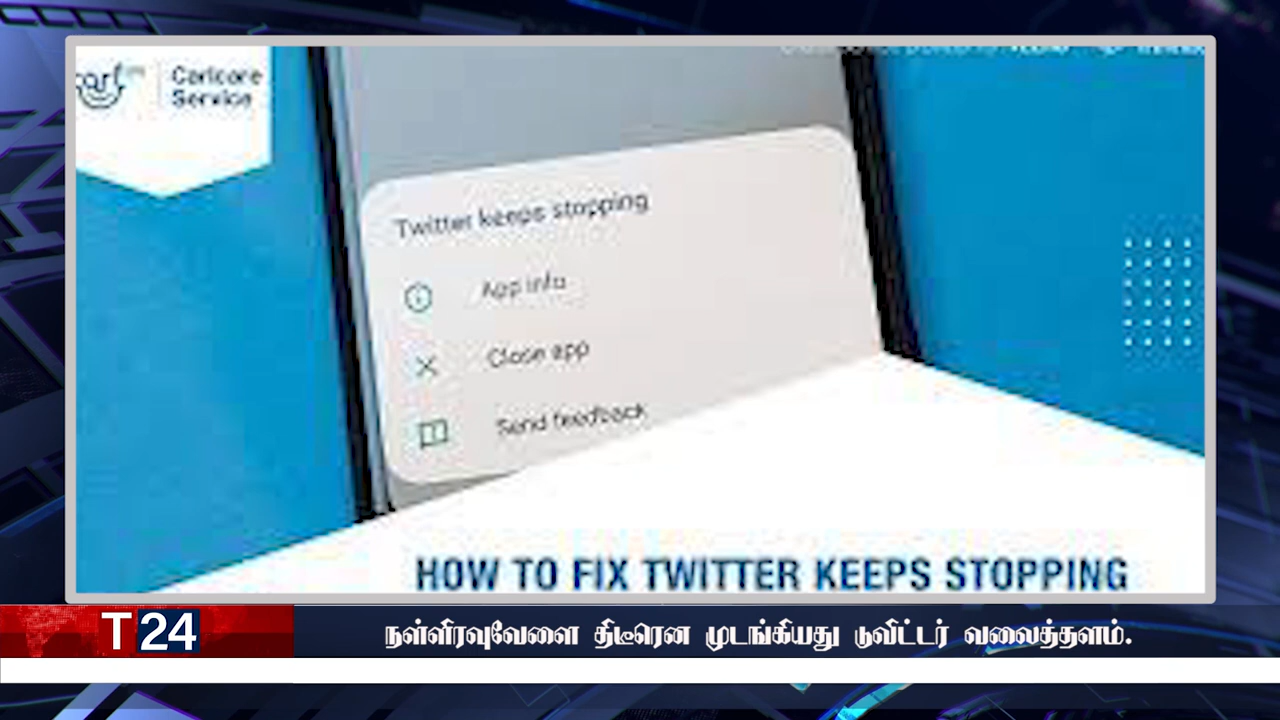 Carlcare
Service
Twitter keeps stopping
App info
Close app
Send feedback
HOW TO FIX TWITTER KEEPS STOPPING
T24
நள்ளிரவுவேளை திடீரென முடங்கியது டுவிட்டர் வலைத்தளம்.